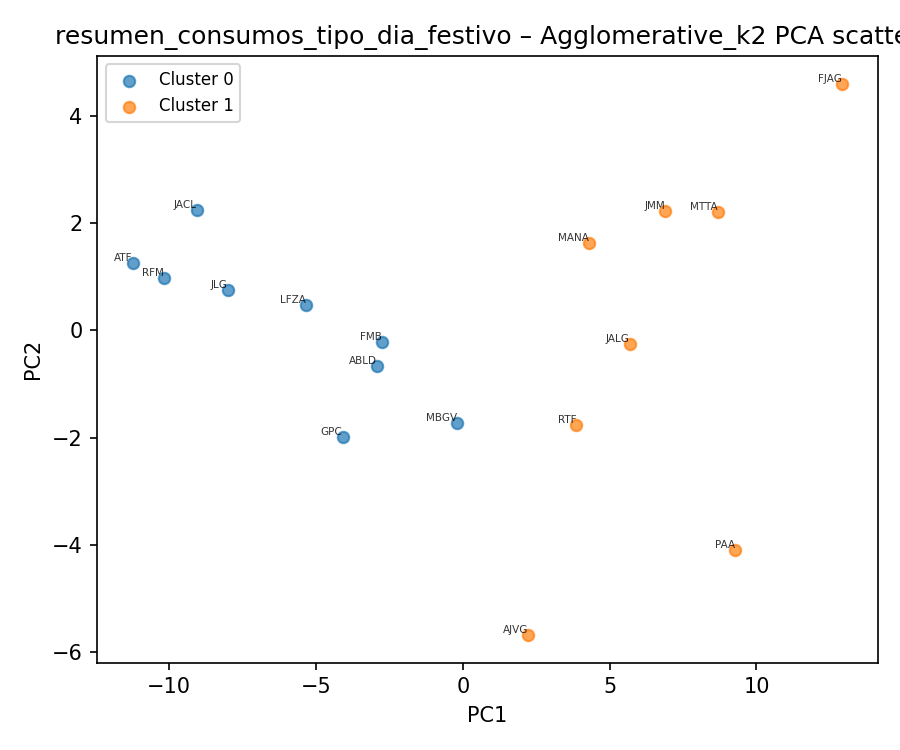 resumen_consumos_tipo_dia_festivo – Agglomerative_k2 PCA scatte
Cluster 0
Cluster 1
FJAG
JACL
JMM
MTTA
MANA
ATF
RFM
JLG
LFZA
FMB
JALG
ABLD
MBGV
RTF
GPC
PAA
AJVG
4
2
0
−2
−4
−6
PC2
−10
−5
0
5
10
PC1